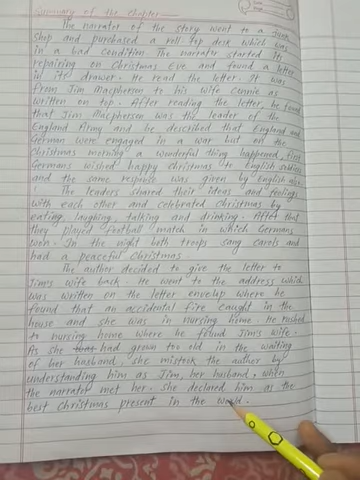 Summary of the chapter
The narrator of the story went to a junk
shop and purchased a roll top desk which was
in a bad condition. The narrator started its
repairing on Christmas Eve and found a letter
in its drawer. He read the letter. It was
from Jim Macpherson to his wife Connie as
written on top. After reading the letter, he found
that Jim Macpherson was the leader of the
England Army and he described that England and
German were engaged in a war but on the
Christmas morning a wonderful thing happened, first
Germans wished happy christmas to English soldiers
and the same response was given by English also.
The leaders shared their ideas and feelings
with each other and celebrated Christmas by
eating, laughing, talking and drinking. After that
they played football match in which Germans
won. In the night both troops sang carols and
had a peaceful Christmas.
The author decided to give the letter to
Jim's wife back. He went to the address which
was written on the letter envelop where he
found that an accidental fire caught in the
house and she was in nursing home. He rushed
to nursing home where he found Jim's wife.
As she had grown too old in the waiting
of her husband, she mistook the author by
understanding him as Jim, her husband, when
the narrator met her. She declared him as the
best Christmas present in the world.